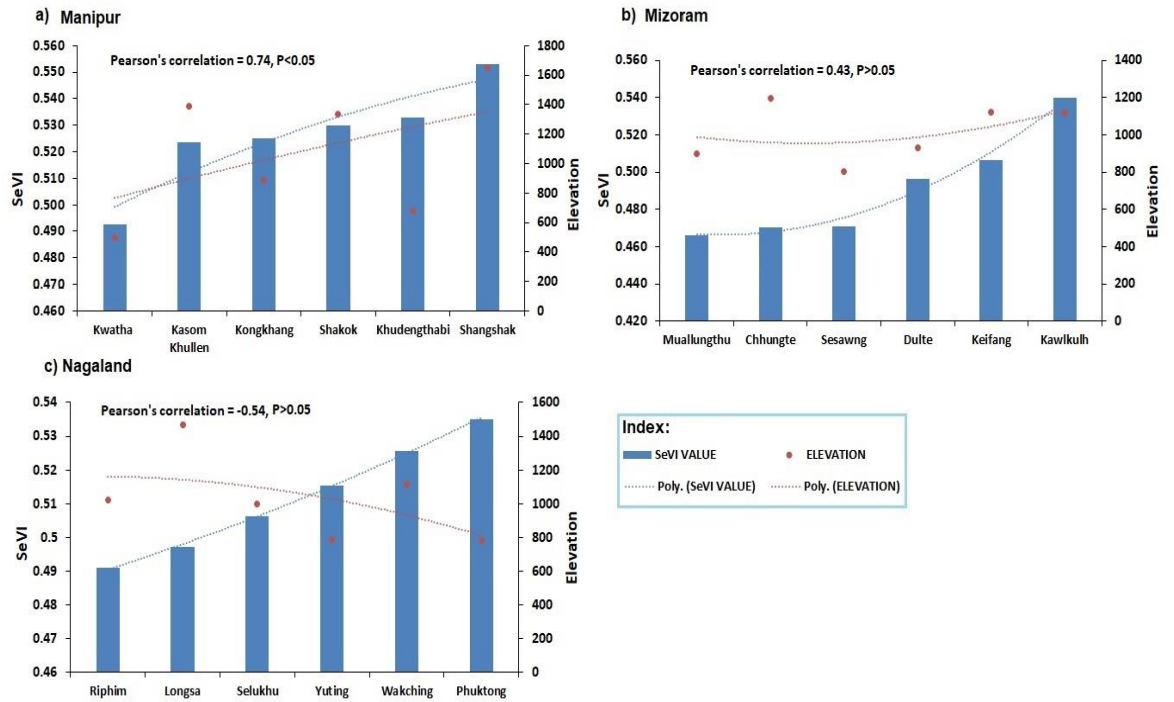 a) Manipur
Pearson's correlation = 0.74, P<0.05
0.560
0.550
0.540
0.530
0.520
0.510
0.500
0.490
0.480
0.470
0.460
SeVI
1800
1600
1400
1200
1000
800
600
400
200
0
Elevation
Kwatha Kasom Kongkhang Shakok Khudengthabi Shangshak
Khullen
b) Mizoram
Pearson's correlation = 0.43, P>0.05
0.560
0.540
0.520
0.500
0.480
0.460
0.440
0.420
SeVI
1400
1200
1000
800
600
400
200
0
Elevation
Muallungthu Chhungte Sesawng Dulte Keifang Kawlkulh
c) Nagaland
Pearson's correlation = -0.54, P>0.05
0.54
0.53
0.52
0.51
0.5
0.49
0.48
0.47
0.46
SeVI
1600
1400
1200
1000
800
600
400
200
0
Elevation
Riphim Longsa Selukhu Yuting Wakching Phuktong
Index:
SeVI VALUE ELEVATION
Poly. (SeVI VALUE) Poly. (ELEVATION)